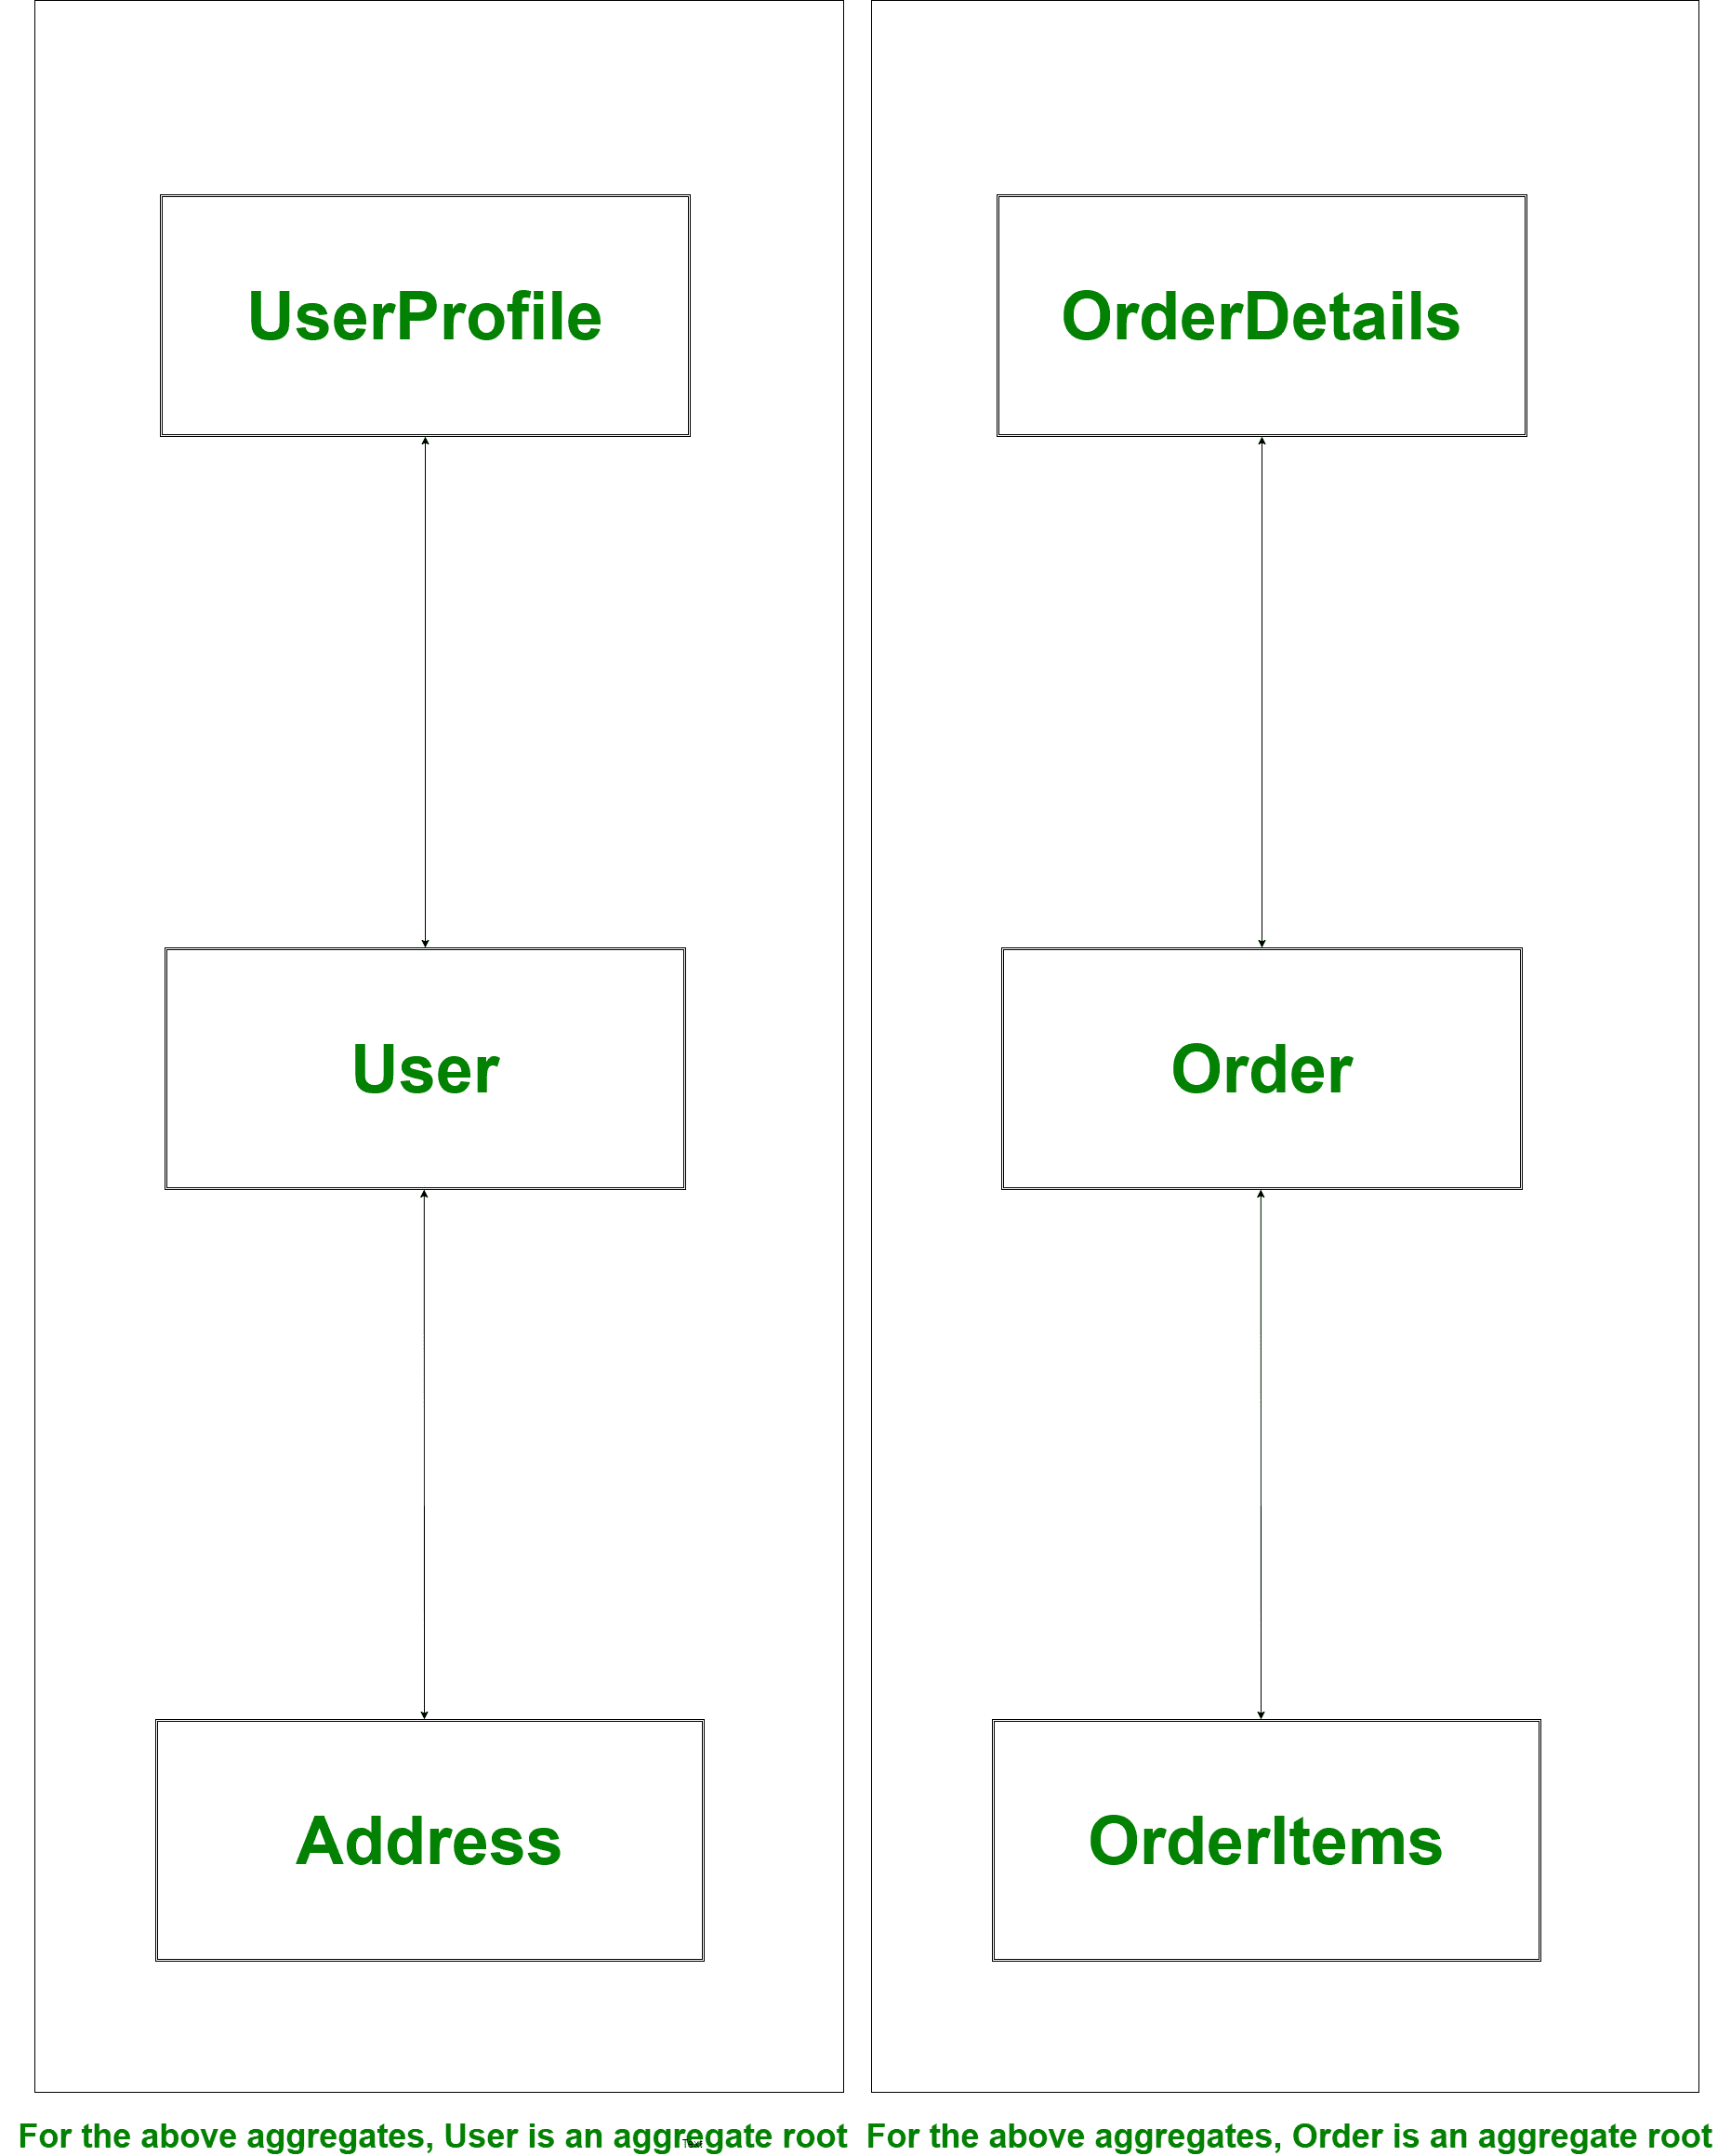 UserProfile
User
Address
For the above aggregates, User is an aggregate root
Text
OrderDetails
Order
OrderItems
For the above aggregates, Order is an aggregate root